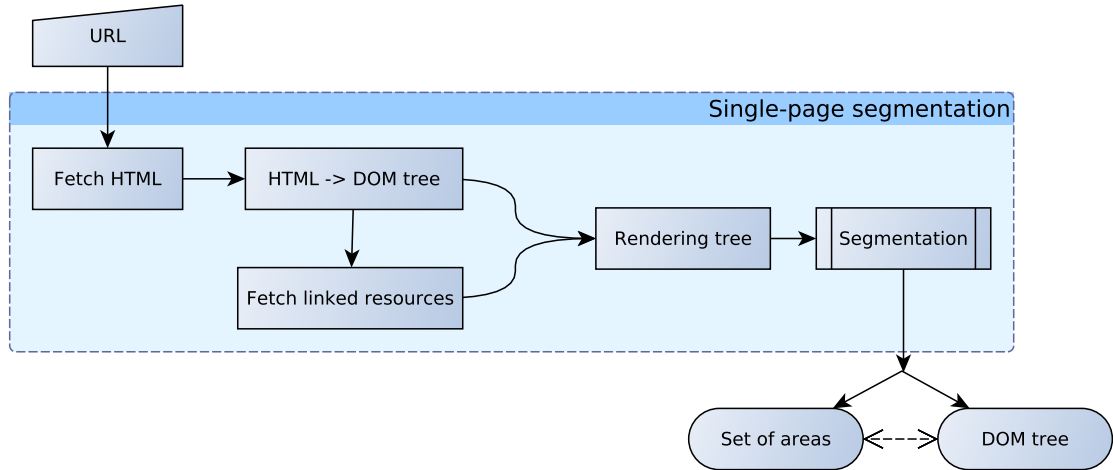 URL
Single-page segmentation
Fetch HTML
HTML -> DOM tree
Rendering tree
Segmentation
Fetch linked resources
Set of areas
DOM tree